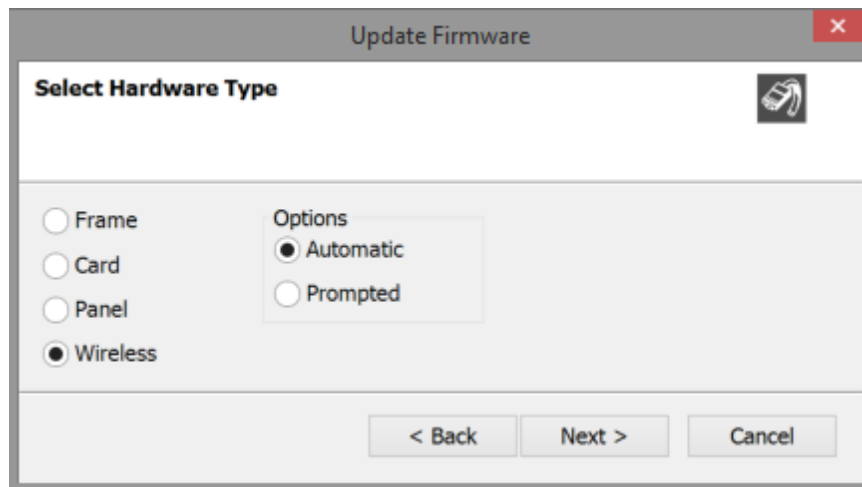 Update Firmware
Select Hardware Type
Frame
Card
Panel
Wireless
Options
Automatic
Prompted
< Back
Next >
Cancel